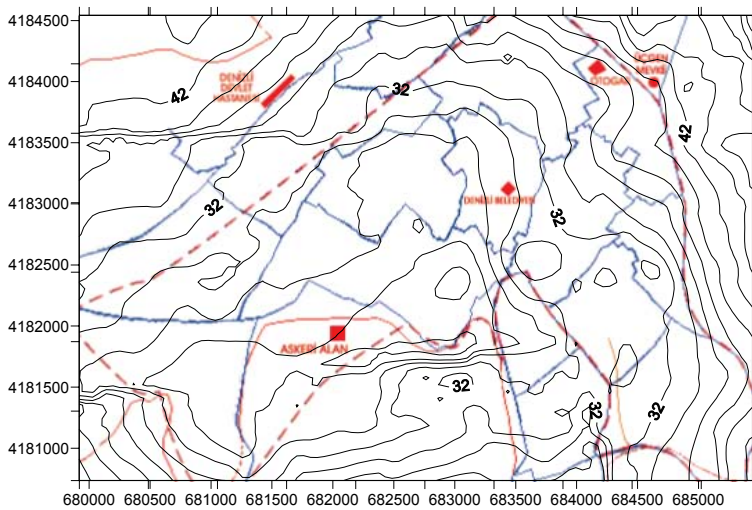 4184500
4184000
4183500
4183000
4182500
4182000
4181500
4181000
DENİZLİ
DEVLET
HASTANESİ
ÜÇGEN
MEVKİİ
OTOGAR
DENİZLİ BELEDİYESİ
ASKERİ ALAN
42
32
42
32
32
32
32
32
680000 680500 681000 681500 682000 682500 683000 683500 684000 684500 685000